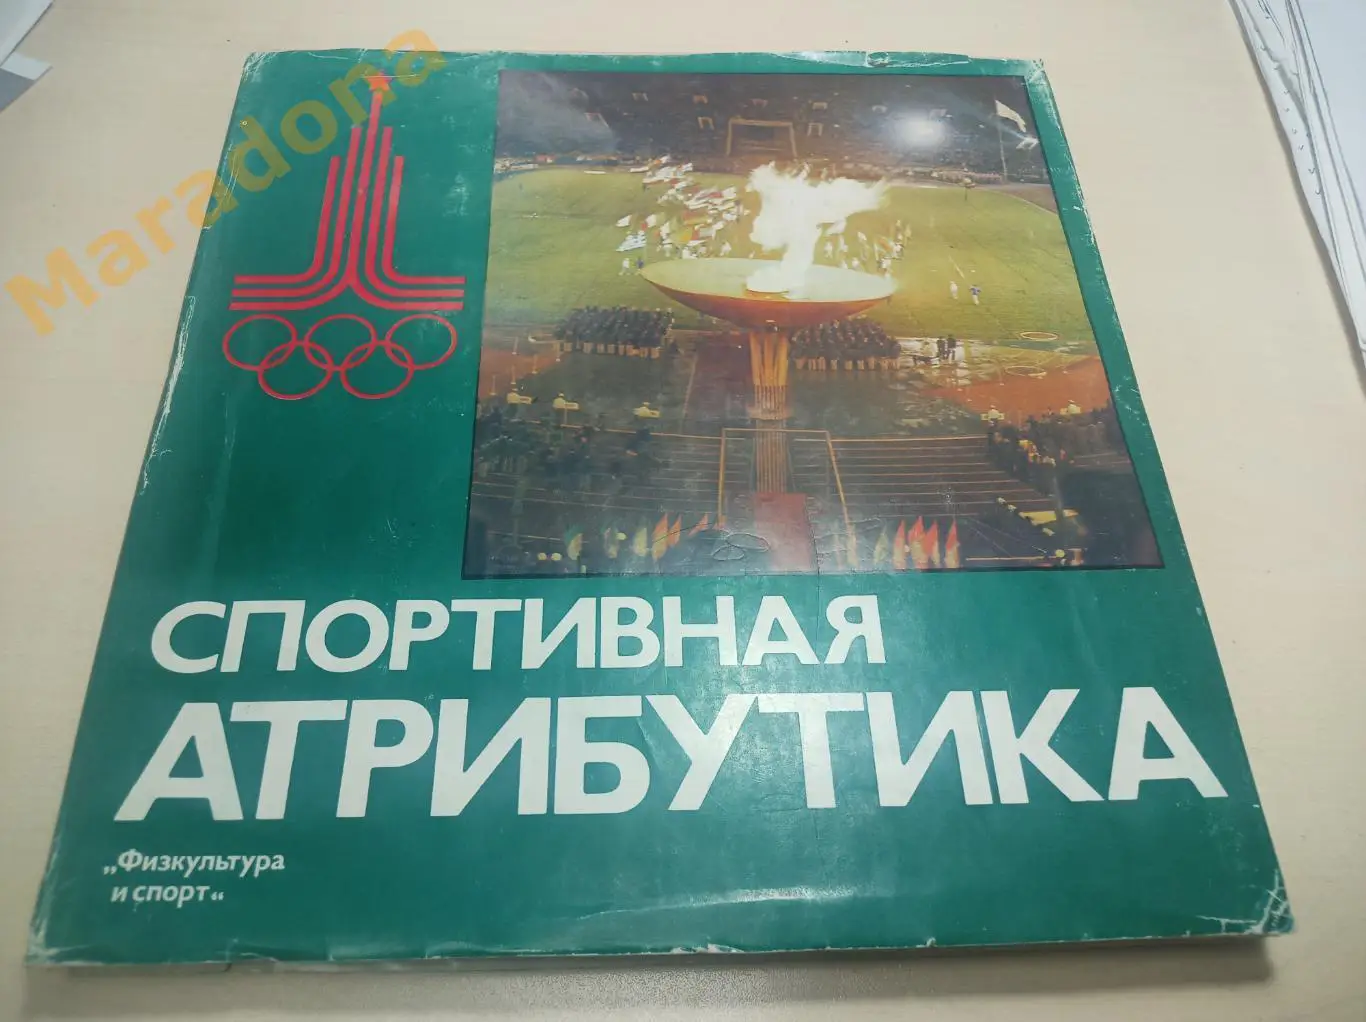 Maradona
СПОРТИВНАЯ
АТРИБУТИКА
„Физкультура
и спорт“